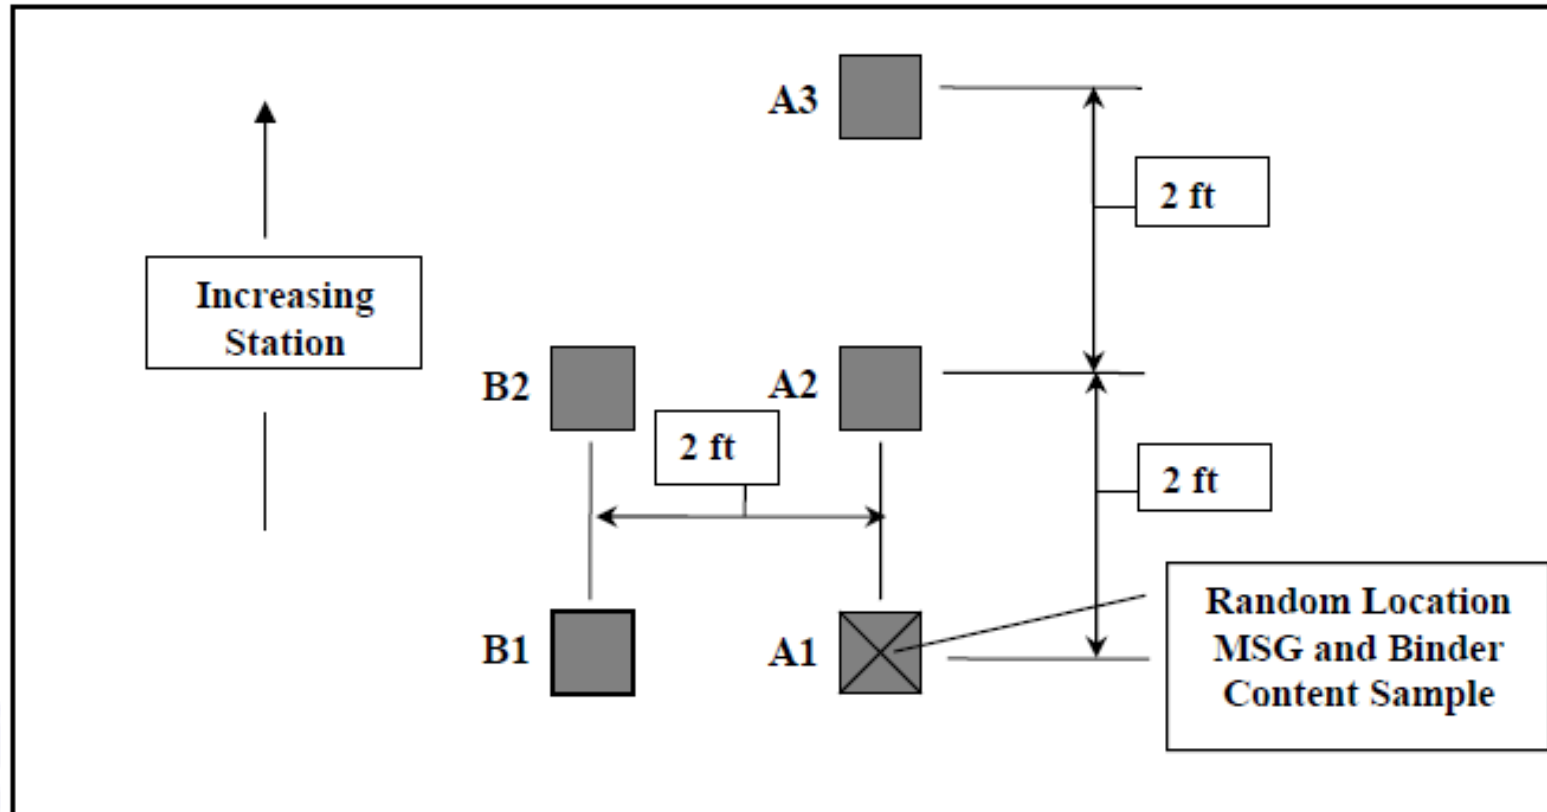 A3
2 ft
Increasing
Station
B2
A2
2 ft
2 ft
B1
A1
Random Location
MSG and Binder
Content Sample